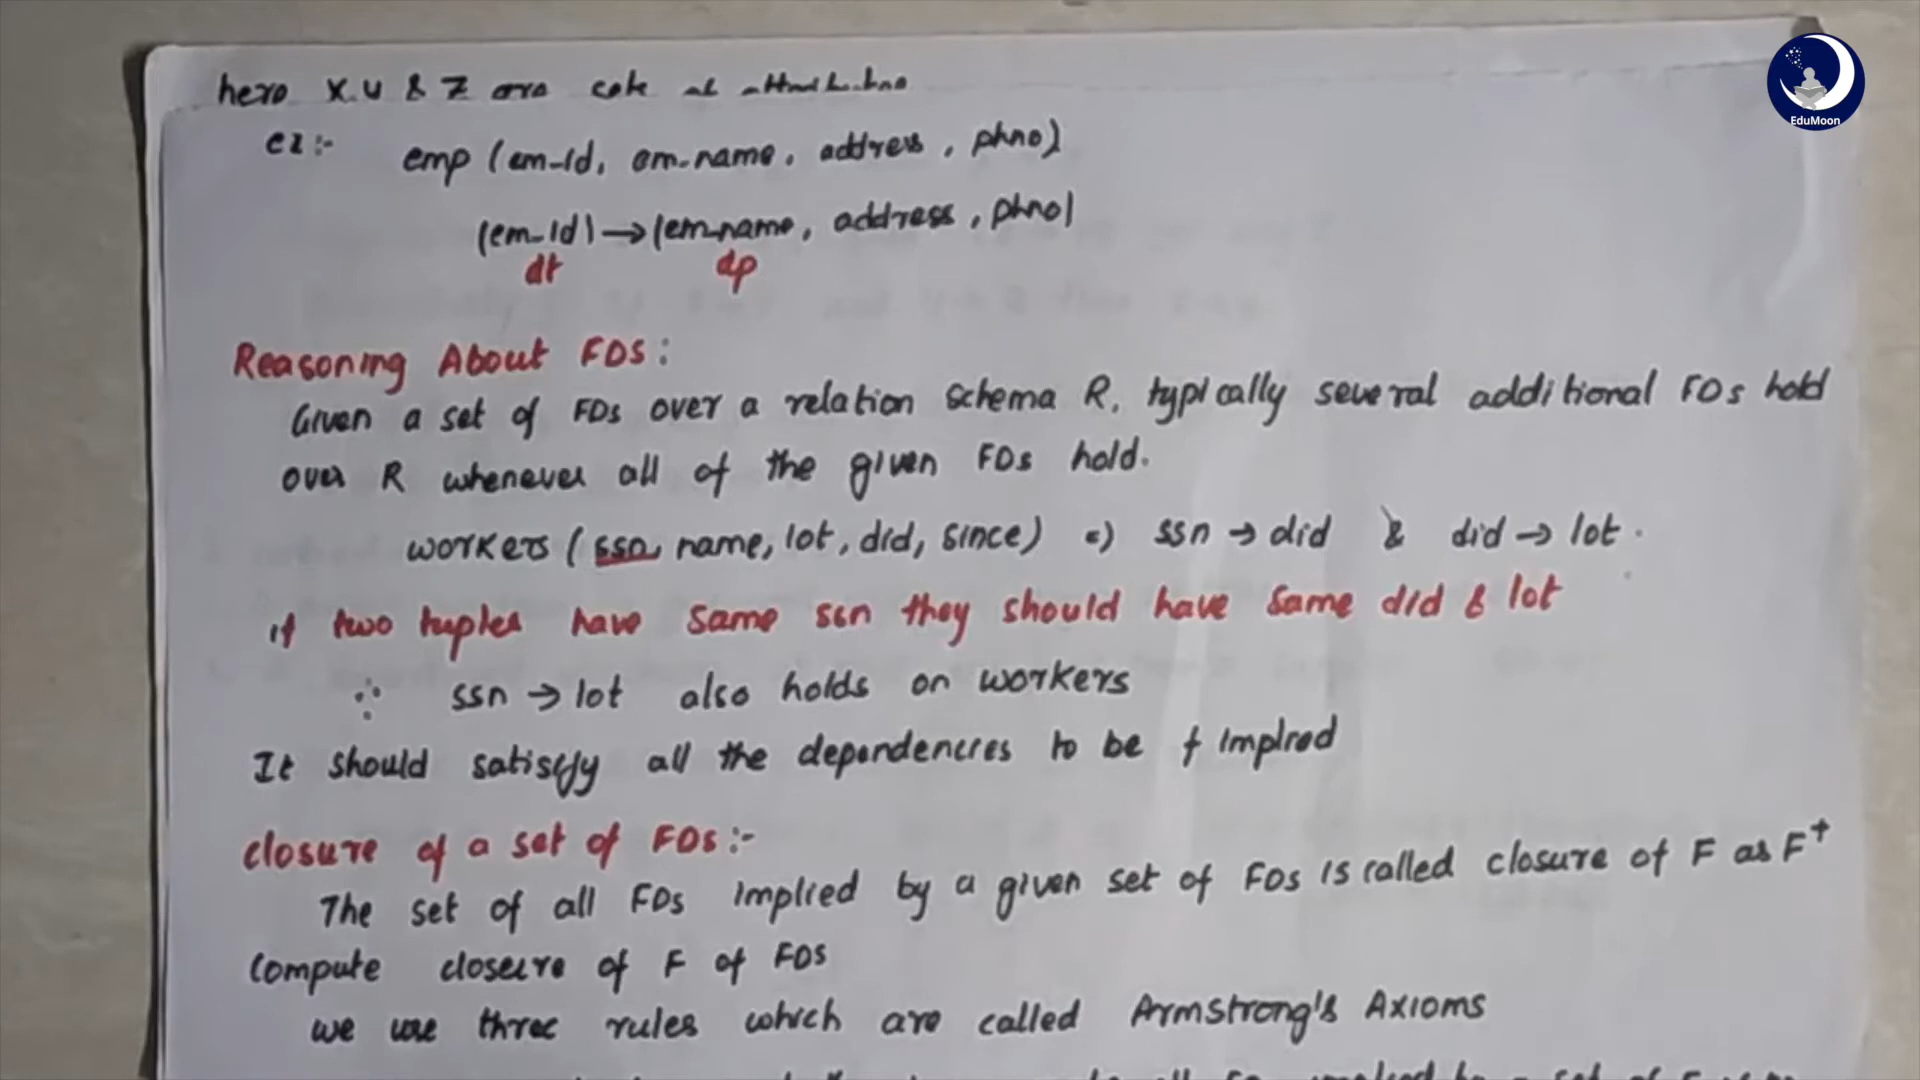 here X.Y & Z are sets of attributes
EduMoon
ex:- emp (em-id, em-name, address, phno)
(em-id) → (em-name, address, phno)
dt dp
Reasoning About FDS:
Given a set of FDs over a relation schema R, typically several additional FDs hold
over R whenever all of the given FDs hold.
workers (ssn, name, lot, did, since) =) ssn → did & did → lot.
if two tuples have same ssn they should have same did & lot
∴ ssn → lot also holds on workers
It should satisfy all the dependencies to be f Implied
closure of a set of FDs:-
The set of all FDs implied by a given set of FDs is called closure of F as F⁺
Compute closure of F of FDs
we use three rules which are called Armstrong's Axioms